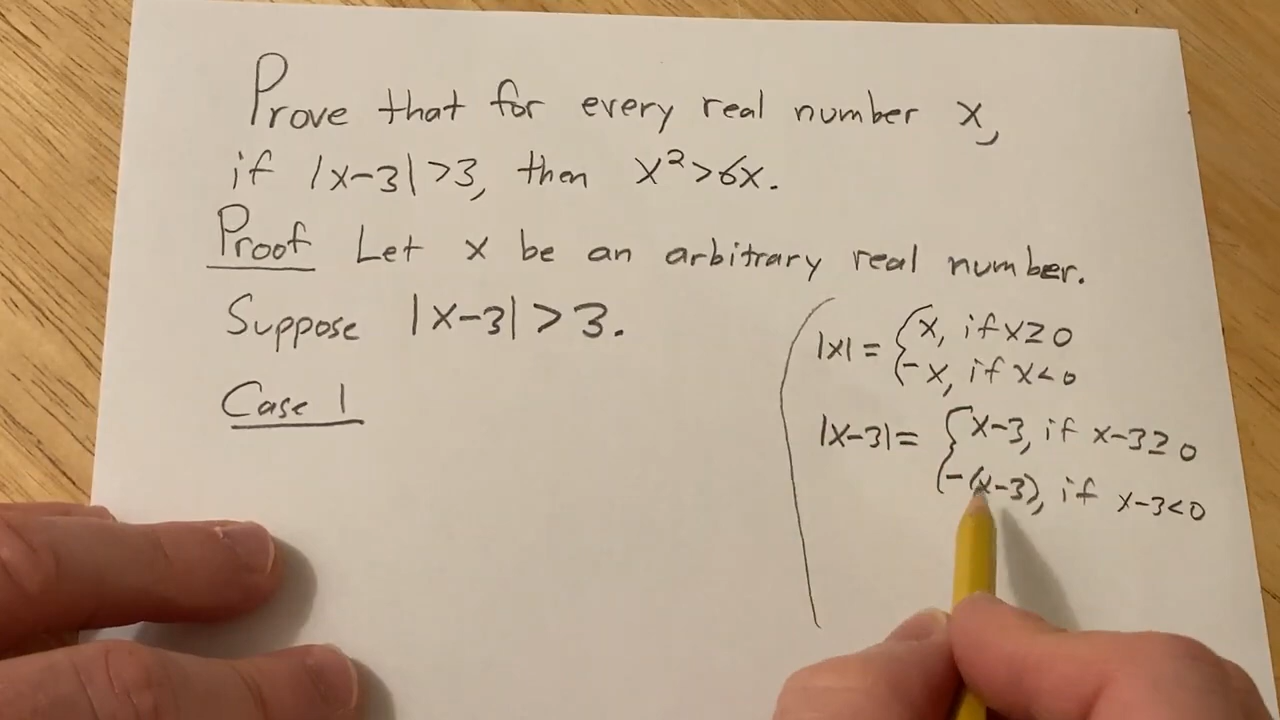 Prove that for every real number x,
if |x-3|>3, then x²>6x.
Proof Let x be an arbitrary real number.
Suppose |x-3|>3.
|x|= { x, if x≥0
-x, if x<0
Case 1
|x-3|= { x-3, if x-3≥0
-(x-3), if x-3<0